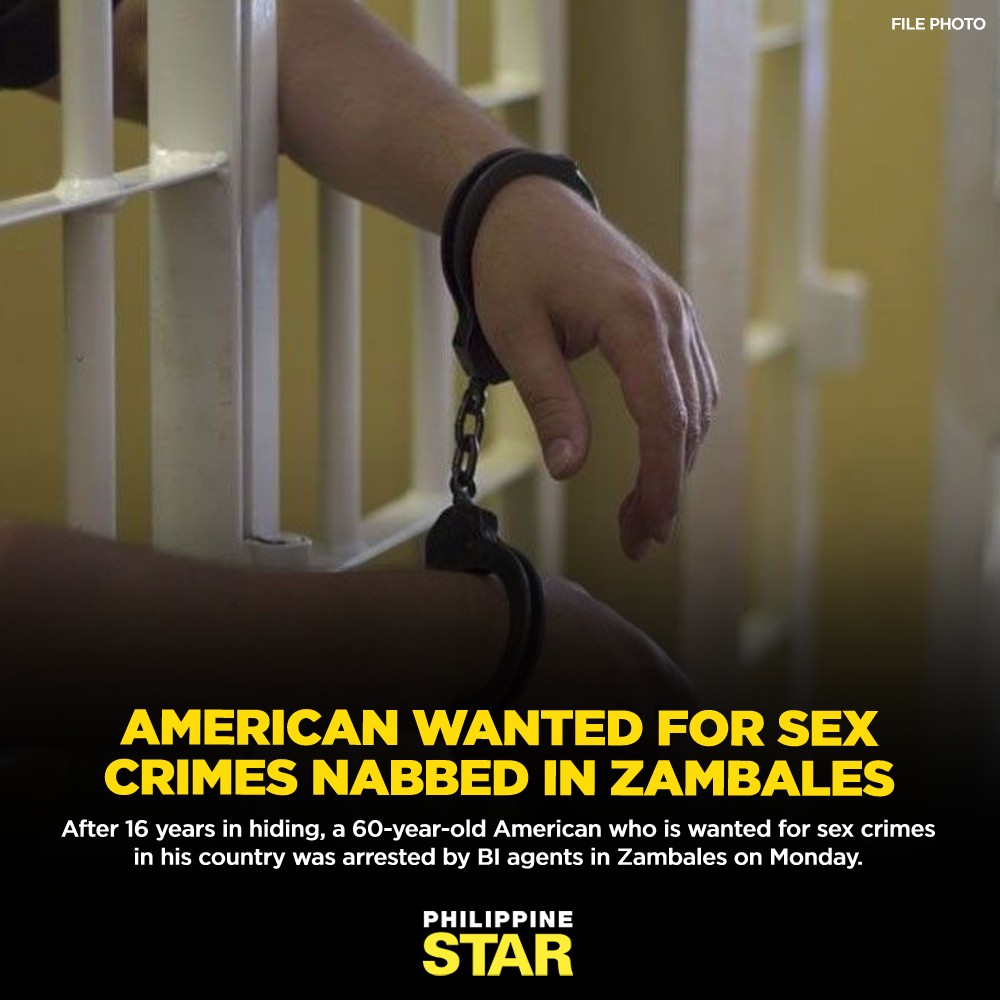 FILE PHOTO
AMERICAN WANTED FOR SEX
CRIMES NABBED IN ZAMBALES
After 16 years in hiding, a 60-year-old American who is wanted for sex crimes
in his country was arrested by BI agents in Zambales on Monday.
PHILIPPINE
STAR